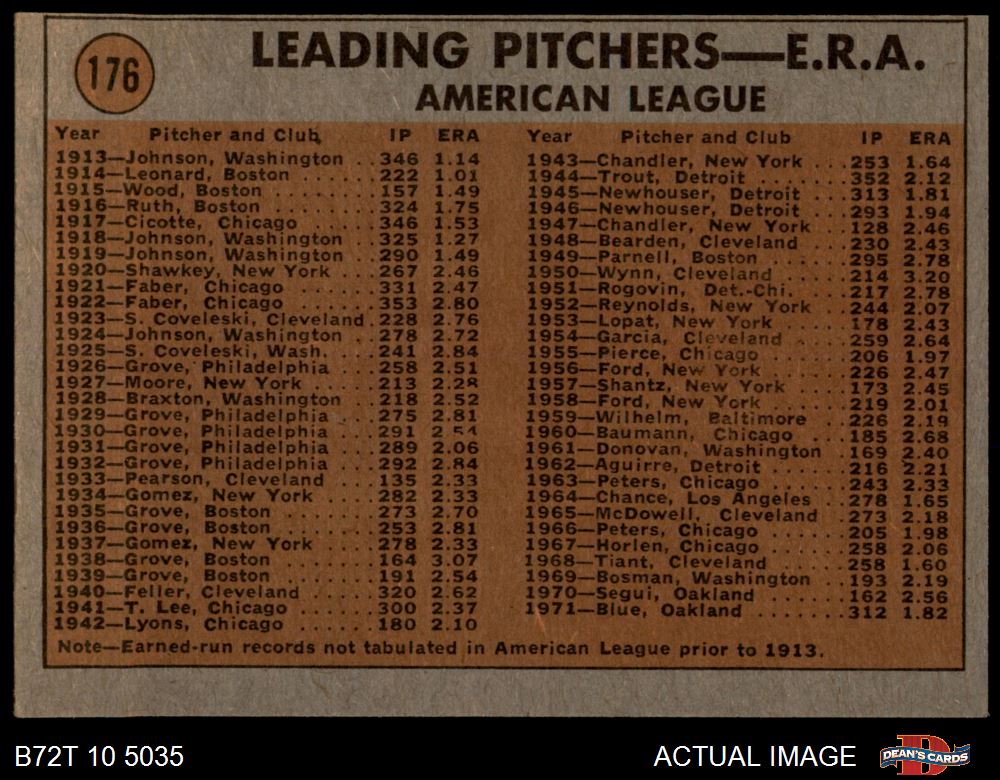 176
LEADING PITCHERS—E.R.A.
AMERICAN LEAGUE
Year Pitcher and Club IP ERA
1913—Johnson, Washington ..346 1.14
1914—Leonard, Boston ......222 1.01
1915—Wood, Boston ........157 1.49
1916—Ruth, Boston ........324 1.75
1917—Cicotte, Chicago ......346 1.53
1918—Johnson, Washington ..325 1.27
1919—Johnson, Washington ..290 1.49
1920—Shawkey, New York ...267 2.46
1921—Faber, Chicago .......331 2.47
1922—Faber, Chicago .......353 2.80
1923—S. Coveleski, Cleveland.228 2.76
1924—Johnson, Washington ..278 2.72
1925—S. Coveleski, Wash. ....241 2.84
1926—Grove, Philadelphia ...258 2.51
1927—Moore, New York .....213 2.28
1928—Braxton, Washington ..218 2.52
1929—Grove, Philadelphia ...275 2.81
1930—Grove, Philadelphia ...291 2.54
1931—Grove, Philadelphia ...289 2.06
1932—Grove, Philadelphia ...292 2.84
1933—Pearson, Cleveland ....135 2.33
1934—Gomez, New York .....282 2.33
1935—Grove, Boston ........273 2.70
1936—Grove, Boston ........253 2.81
1937—Gomez, New York .....278 2.33
1938—Grove, Boston ........164 3.07
1939—Grove, Boston ........191 2.54
1940—Feller, Cleveland ......320 2.62
1941—T. Lee, Chicago .......300 2.37
1942—Lyons, Chicago .......180 2.10
Year Pitcher and Club IP ERA
1943—Chandler, New York ...253 1.64
1944—Trout, Detroit ........352 2.12
1945—Newhouser, Detroit ...313 1.81
1946—Newhouser, Detroit ...293 1.94
1947—Chandler, New York ...128 2.46
1948—Bearden, Cleveland ....230 2.43
1949—Parnell, Boston .......295 2.78
1950—Wynn, Cleveland ......214 3.20
1951—Rogovin, Det.-Chi. .....217 2.78
1952—Reynolds, New York ...244 2.07
1953—Lopat, New York ......178 2.43
1954—Garcia, Cleveland .....259 2.64
1955—Pierce, Chicago .......206 1.97
1956—Ford, New York .......226 2.47
1957—Shantz, New York .....173 2.45
1958—Ford, New York .......219 2.01
1959—Wilhelm, Baltimore ...226 2.19
1960—Baumann, Chicago ...185 2.68
1961—Donovan, Washington .169 2.40
1962—Aguirre, Detroit ......216 2.21
1963—Peters, Chicago .......243 2.33
1964—Chance, Los Angeles ..278 1.65
1965—McDowell, Cleveland ..273 2.18
1966—Peters, Chicago .......205 1.98
1967—Horlen, Chicago .......258 2.06
1968—Tiant, Cleveland ......258 1.60
1969—Bosman, Washington ..193 2.19
1970—Segui, Oakland .......162 2.56
1971—Blue, Oakland ........312 1.82
Note—Earned-run records not tabulated in American League prior to 1913.
B72T 10 5035
ACTUAL IMAGE
DEAN'S CARDS